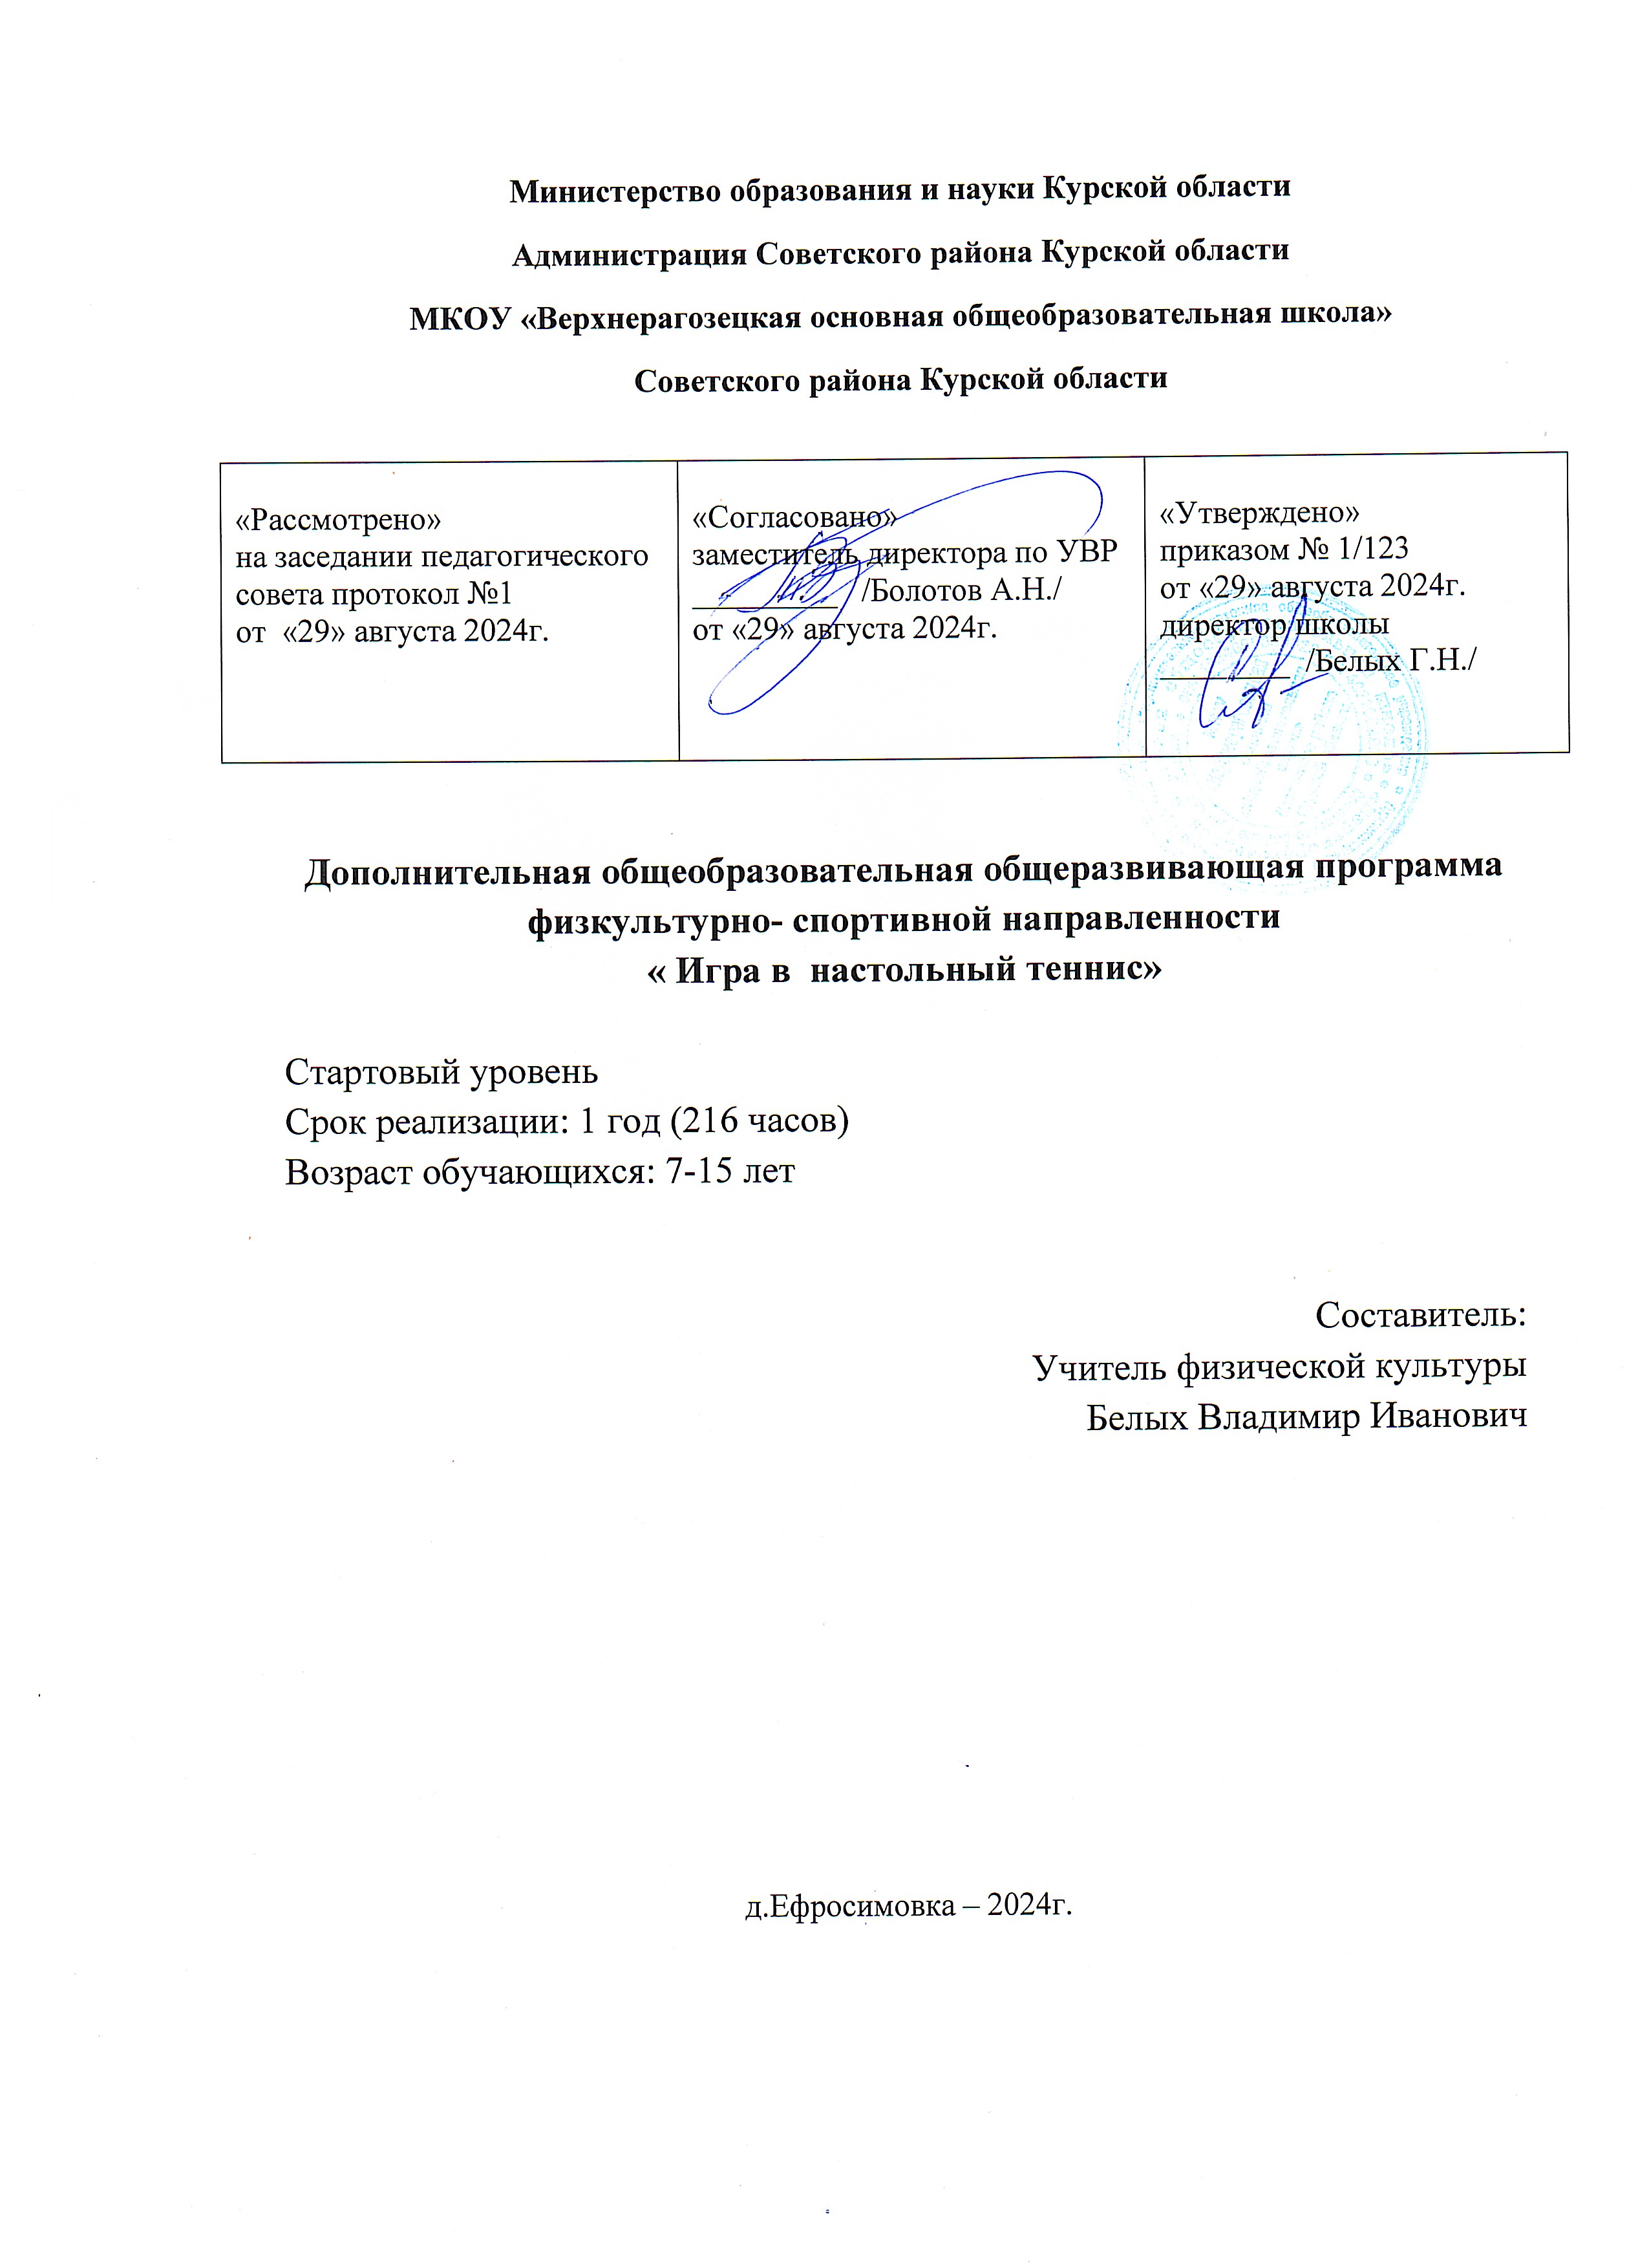 Министерство образования и науки Курской области
Администрация Советского района Курской области
МКОУ «Верхнерагозецкая основная общеобразовательная школа»
Советского района Курской области
«Рассмотрено»
на заседании педагогического
совета протокол №1
от «29» августа 2024г.
«Согласовано»
заместитель директора по УВР
_________ /Болотов А.Н./
от «29» августа 2024г.
«Утверждено»
приказом № 1/123
от «29» августа 2024г.
директор школы
________ /Белых Г.Н./
Дополнительная общеобразовательная общеразвивающая программа
физкультурно- спортивной направленности
« Игра в настольный теннис»
Стартовый уровень
Срок реализации: 1 год (216 часов)
Возраст обучающихся: 7-15 лет
Составитель:
Учитель физической культуры
Белых Владимир Иванович
д.Ефросимовка – 2024г.